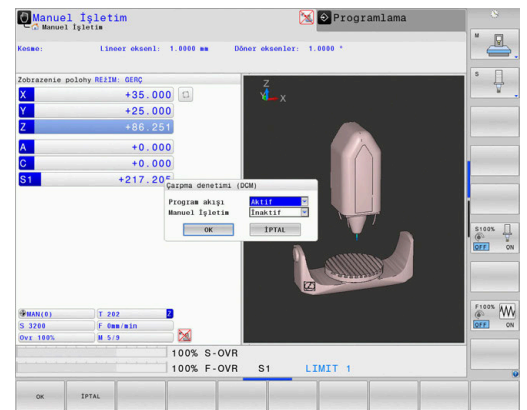 Manuel İşletim
Manuel İşletim
Programlama
Kesme: Lineer eksenl: 1.0000 mm Döner eksenler: 1.0000 °
Zobrazenie polohy REŽIM: GERÇ
X +35.000
Y +25.000
Z +86.251
A +0.000
C +0.000
S1 +217.205
Z
Y
X
Çarpma denetimi (DCM)
Program akışı Aktif
Manuel İşletim İnaktif
OK İPTAL
MAN(0) T 202 Z
S 3200 F 0mm/min
Ovr 100% M 5/9
100% S-OVR
100% F-OVR S1 LIMIT 1
M
S
S100%
OFF ON
F100%
OFF ON
OK İPTAL